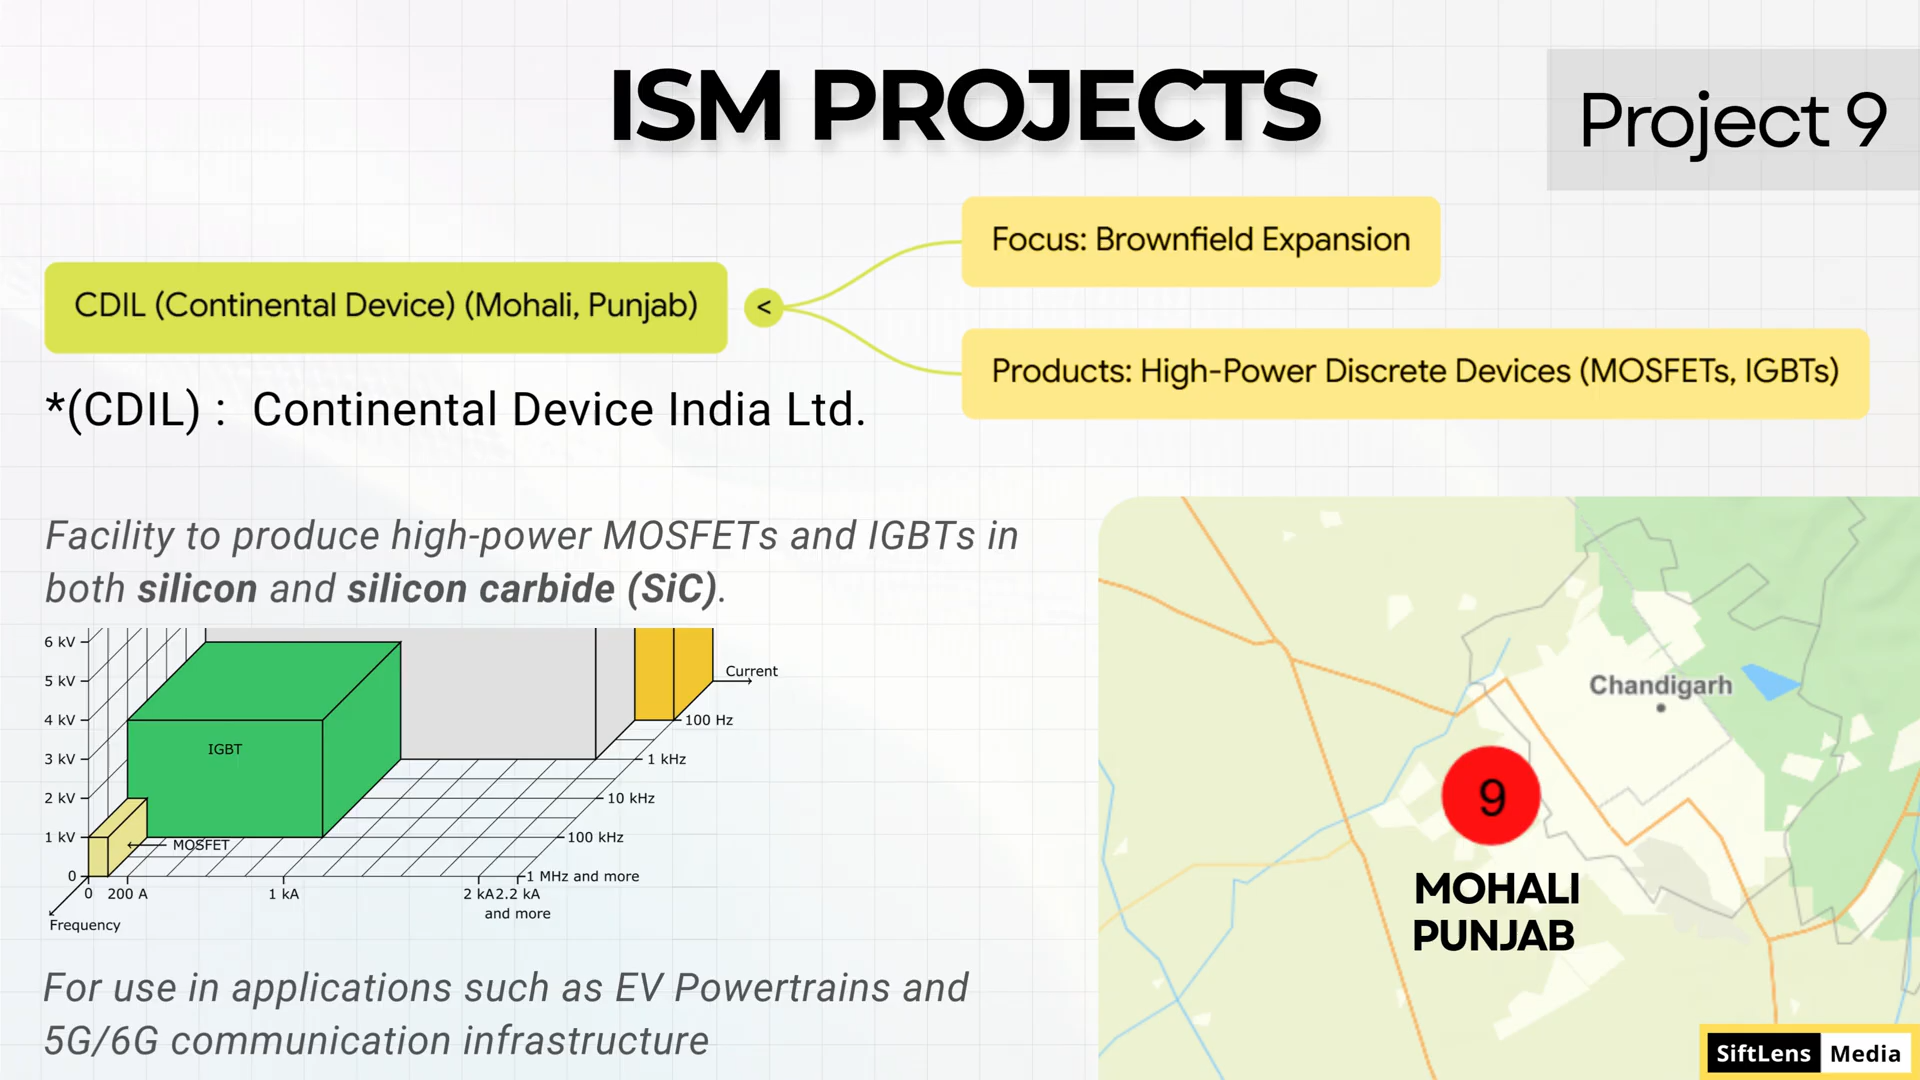 ISM PROJECTS
Project 9
Focus: Brownfield Expansion
CDIL (Continental Device) (Mohali, Punjab)
<
Products: High-Power Discrete Devices (MOSFETs, IGBTs)
*(CDIL) : Continental Device India Ltd.
Facility to produce high-power MOSFETs and IGBTs in
both silicon and silicon carbide (SiC).
6 kV
5 kV
4 kV
3 kV
2 kV
1 kV
0
IGBT
MOSFET
Current
100 Hz
1 kHz
10 kHz
100 kHz
1 MHz and more
0
200 A
1 kA
2 kA
2.2 kA
and more
Frequency
For use in applications such as EV Powertrains and
5G/6G communication infrastructure
Chandigarh
9
MOHALI
PUNJAB
SiftLens Media